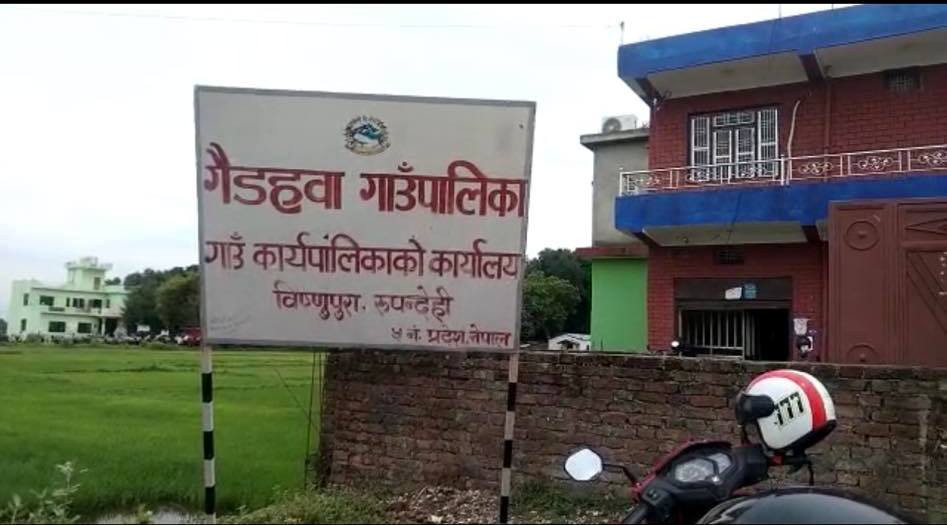 गैडहवा गाउँपालिका
गाउँ कार्यपालिकाको कार्यालय
विष्णुपुरा, रुपन्देही
५ नं. प्रदेश, नेपाल
777